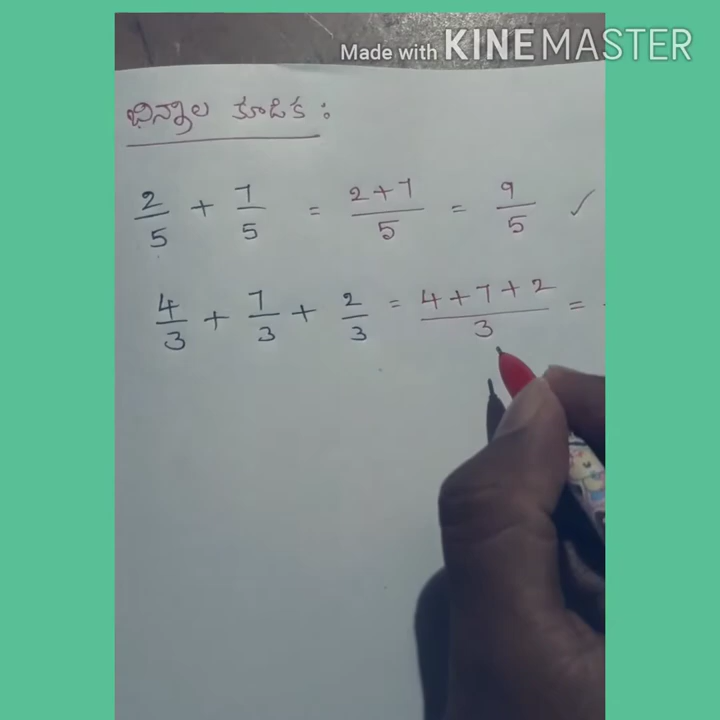 Made with KINEMASTER
భిన్నాల కూడిక :
2/5 + 7/5 = 2+7/5 = 9/5 ✓
4/3 + 7/3 + 2/3 = 4+7+2/3 =